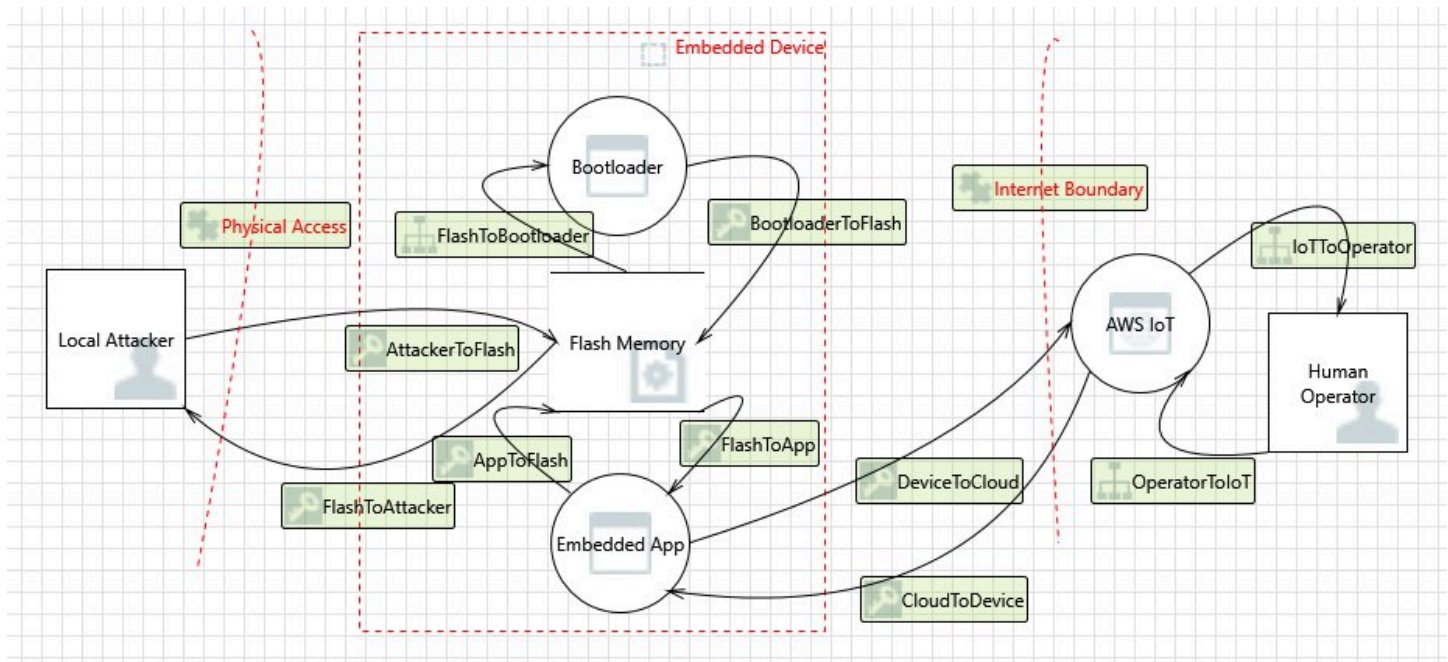 Embedded Device
Bootloader
Internet Boundary
Physical Access
FlashToBootloader
BootloaderToFlash
IoTToOperator
Local Attacker
AttackerToFlash
Flash Memory
AWS IoT
Human
Operator
AppToFlash
FlashToApp
DeviceToCloud
OperatorToIoT
FlashToAttacker
Embedded App
CloudToDevice